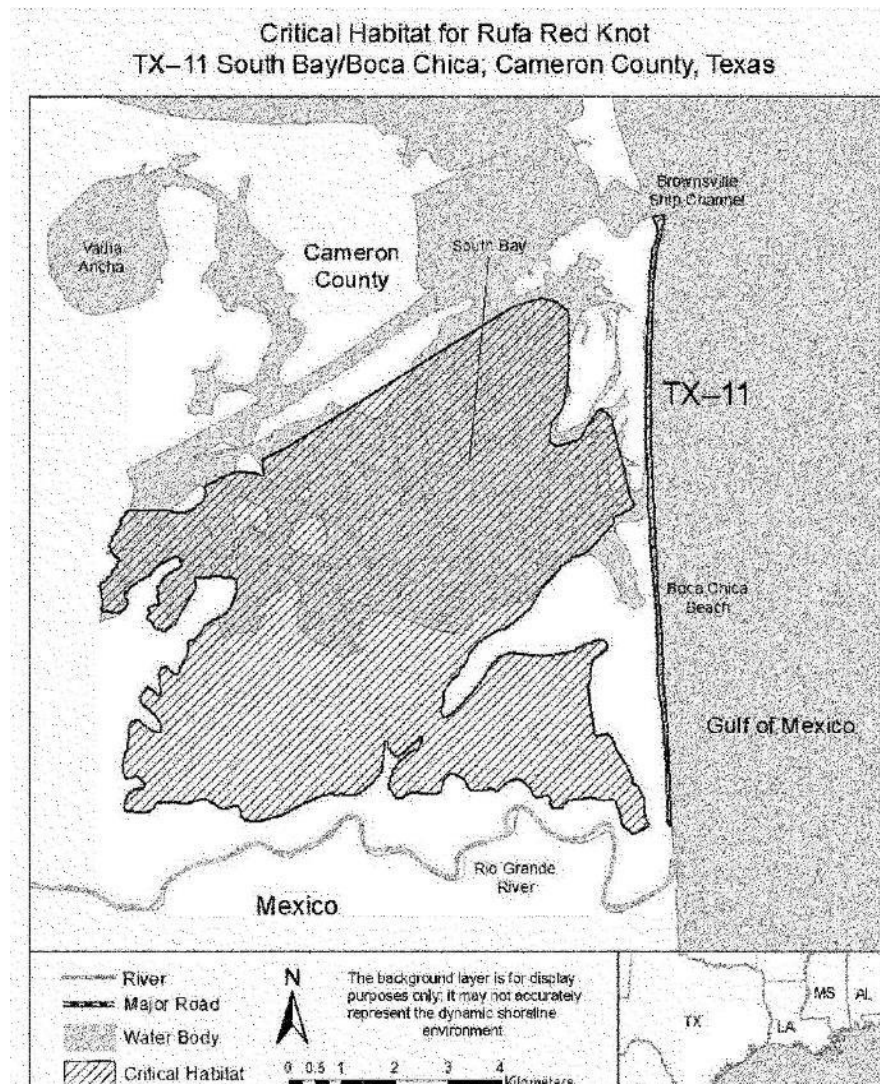 Critical Habitat for Rufa Red Knot
TX–11 South Bay/Boca Chica; Cameron County, Texas
Brownsville
Ship Channel
South Bay
Cameron
County
Ancha
TX–11
Boca Chica
Beach
Gulf of Mexico
Rio Grande
River
Mexico
River
Major Road
Water Body
Critical Habitat
N
The background layer is for display
purposes only; it may not accurately
represent the dynamic shoreline
environment
0 0.5 1 2 3 4
Kilometers
TX
LA
MS
AL